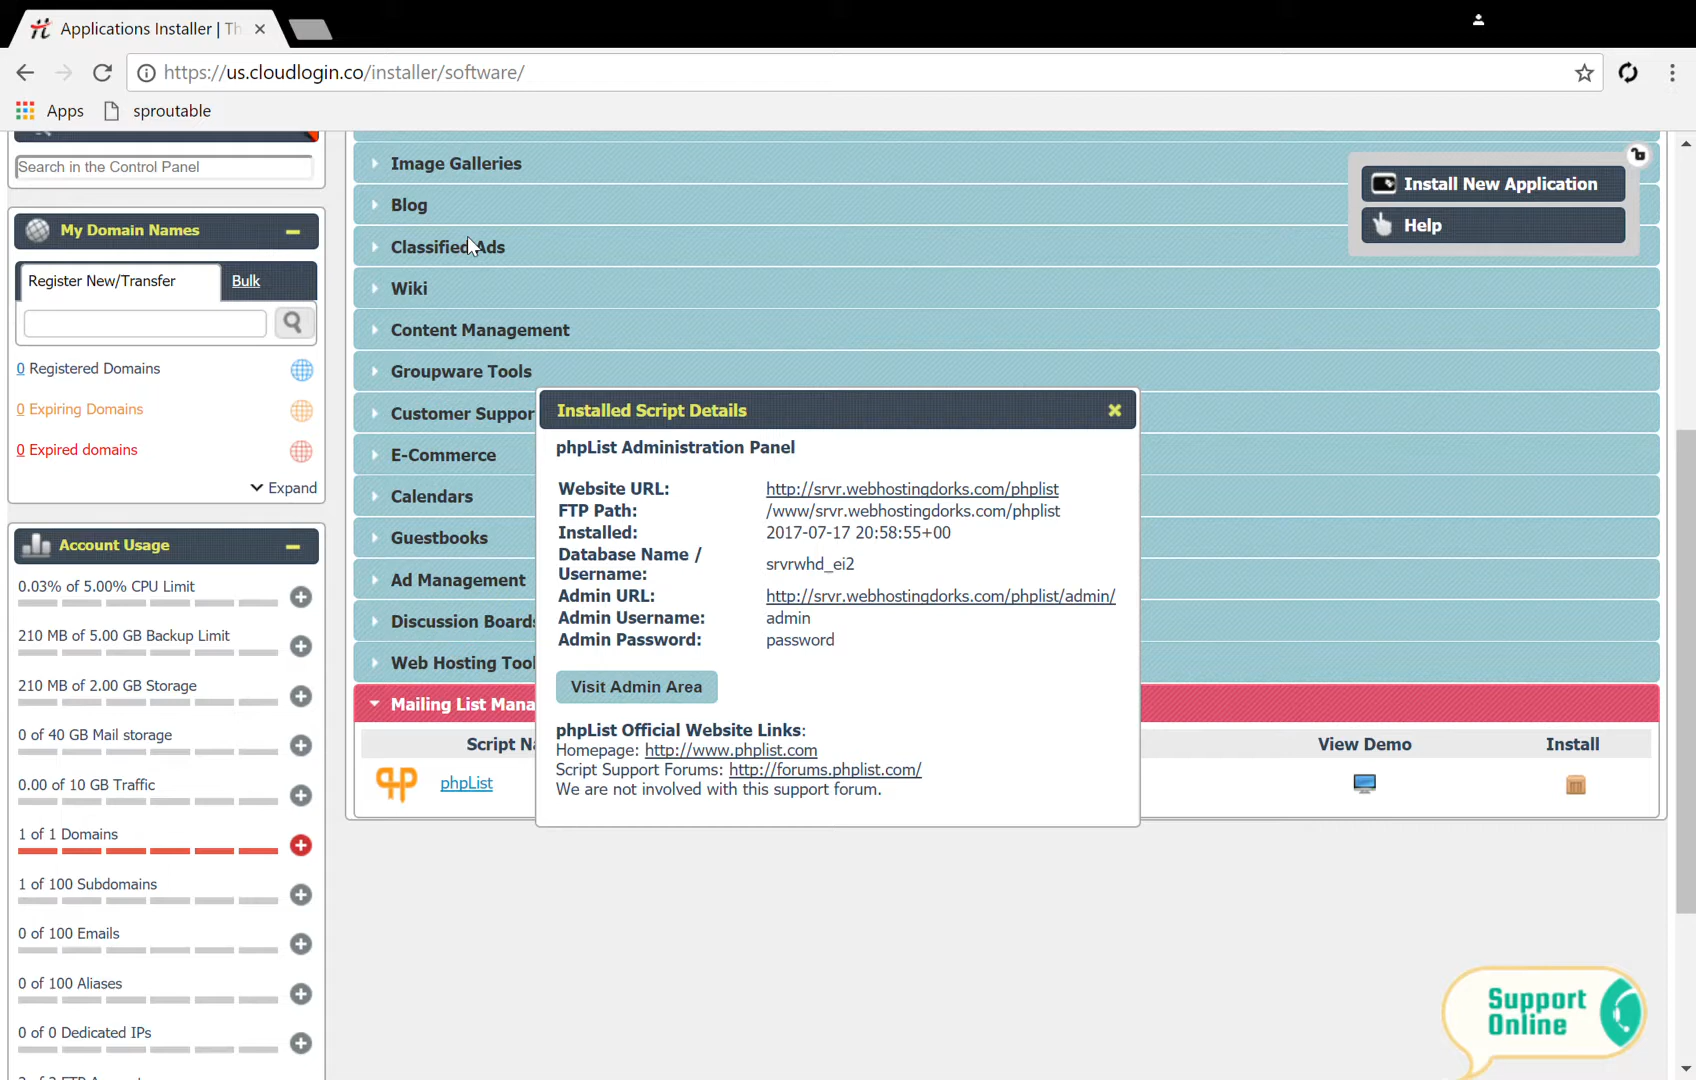 Applications Installer | Th
https://us.cloudlogin.co/installer/software/
Apps
sproutable
Search in the Control Panel
My Domain Names
Register New/Transfer
Bulk
0 Registered Domains
0 Expiring Domains
0 Expired domains
Expand
Account Usage
0.03% of 5.00% CPU Limit
210 MB of 5.00 GB Backup Limit
210 MB of 2.00 GB Storage
0 of 40 GB Mail storage
0.00 of 10 GB Traffic
1 of 1 Domains
1 of 100 Subdomains
0 of 100 Emails
0 of 100 Aliases
0 of 0 Dedicated IPs
Image Galleries
Blog
Classified Ads
Wiki
Content Management
Groupware Tools
Customer Suppor
E-Commerce
Calendars
Guestbooks
Ad Management
Discussion Boards
Web Hosting Tool
Mailing List Mana
Script Na
View Demo
Install
phpList
Install New Application
Help
Installed Script Details
phpList Administration Panel
Website URL: http://srvr.webhostingdorks.com/phplist
FTP Path: /www/srvr.webhostingdorks.com/phplist
Installed: 2017-07-17 20:58:55+00
Database Name /
Username: srvrwhd_ei2
Admin URL: http://srvr.webhostingdorks.com/phplist/admin/
Admin Username: admin
Admin Password: password
Visit Admin Area
phpList Official Website Links:
Homepage: http://www.phplist.com
Script Support Forums: http://forums.phplist.com/
We are not involved with this support forum.
Support
Online